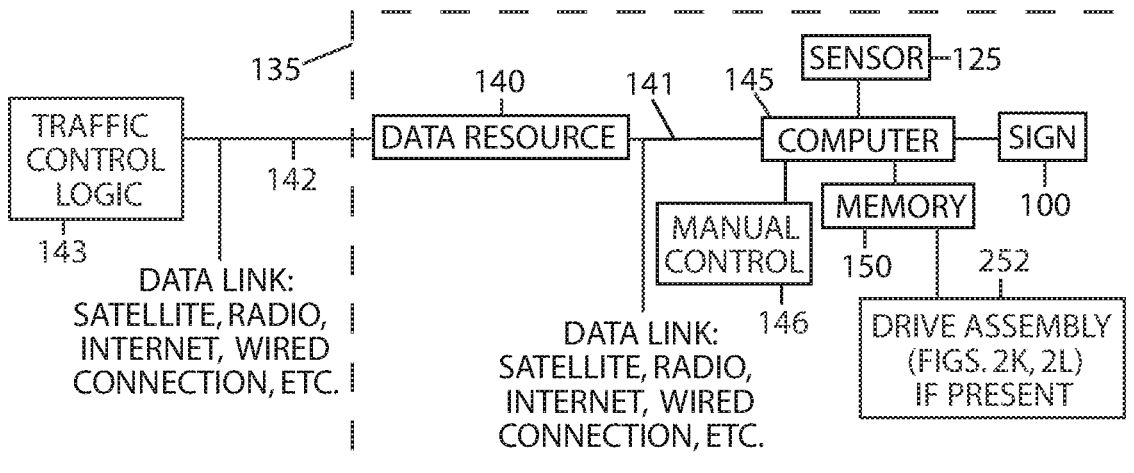 135
SENSOR
125
140
141
145
TRAFFIC
CONTROL
LOGIC
DATA RESOURCE
COMPUTER
SIGN
142
143
MANUAL
CONTROL
MEMORY
100
150
252
146
DATA LINK:
SATELLITE, RADIO,
INTERNET, WIRED
CONNECTION, ETC.
DATA LINK:
SATELLITE, RADIO,
INTERNET, WIRED
CONNECTION, ETC.
DRIVE ASSEMBLY
(FIGS. 2K, 2L)
IF PRESENT